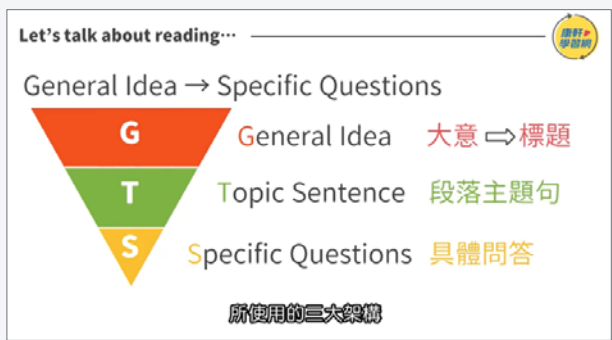 Let's talk about reading…
康軒
學習網
General Idea → Specific Questions
G General Idea 大意 ⇨ 標題
T Topic Sentence 段落主題句
S Specific Questions 具體問答
所使用的三大架構